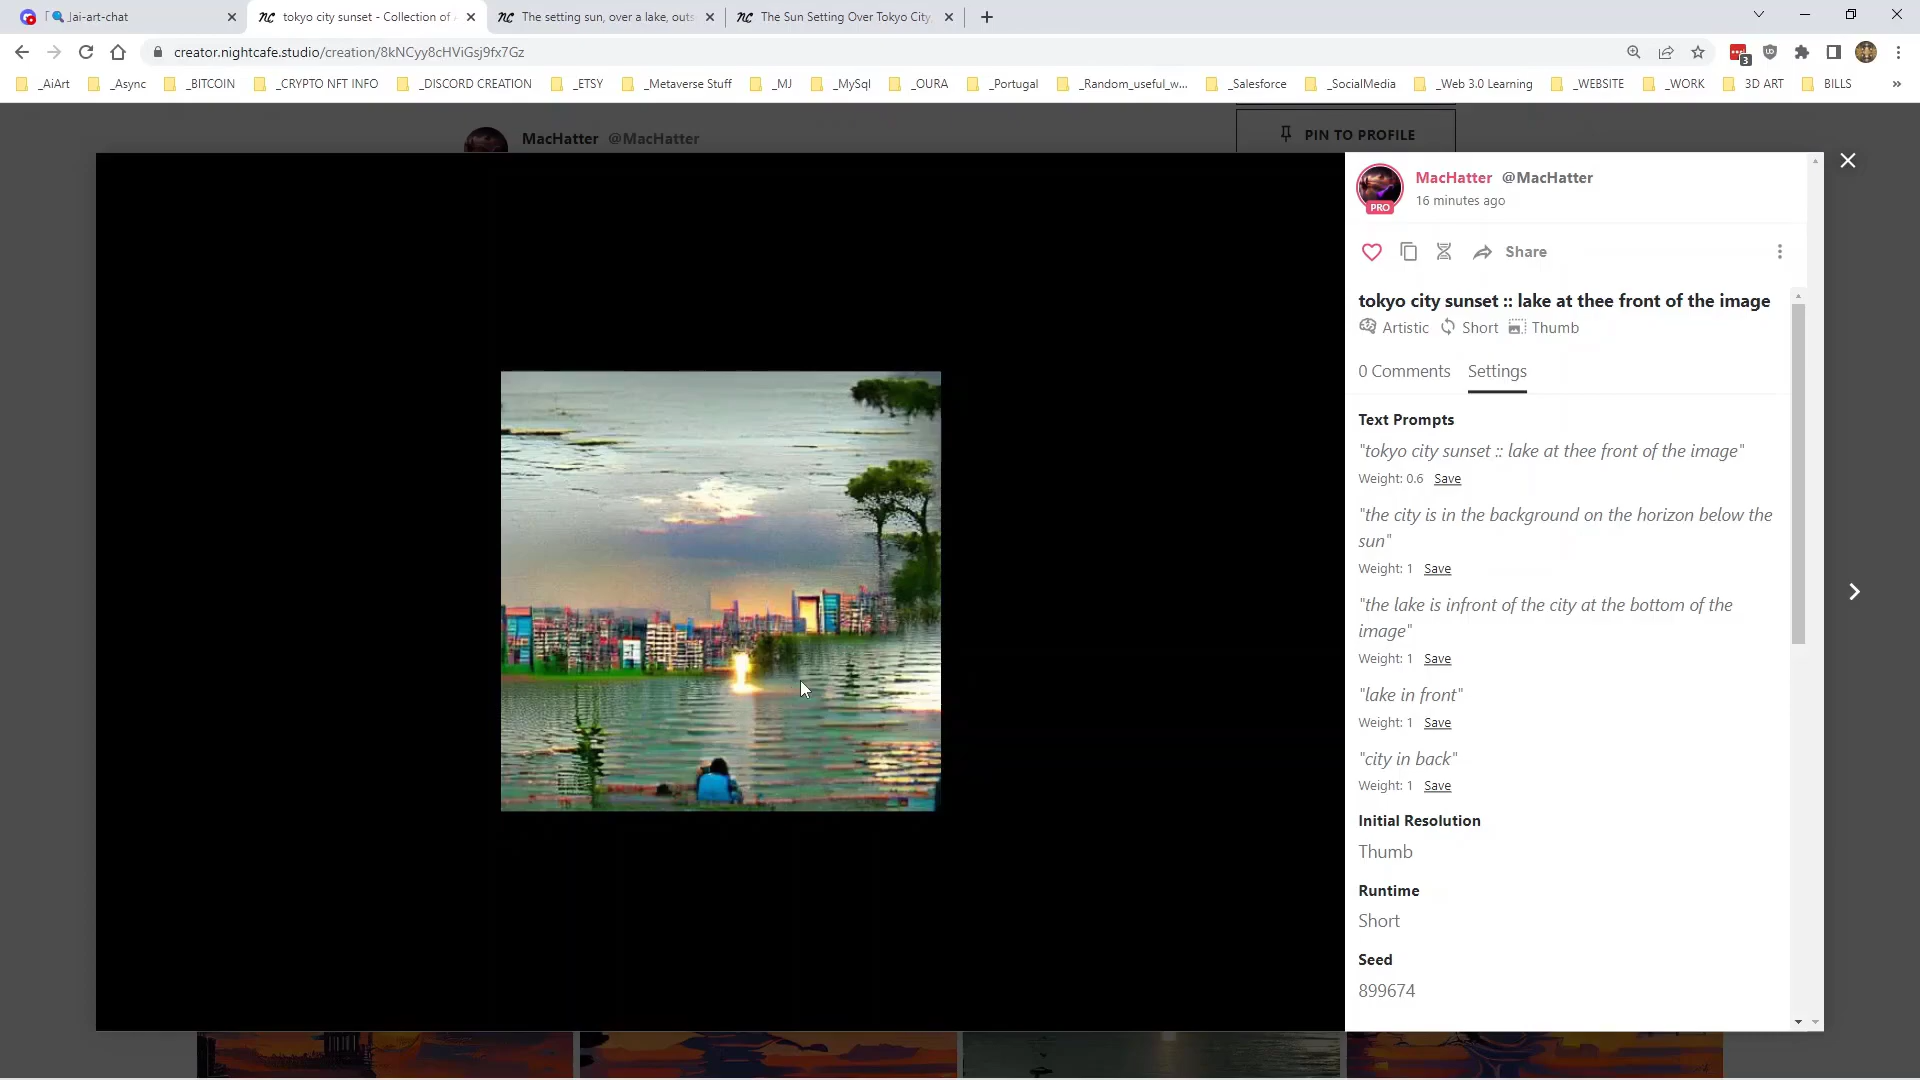 ai-art-chat
tokyo city sunset - Collection of
The setting sun, over a lake, outs
The Sun Setting Over Tokyo City,
creator.nightcafe.studio/creation/8kNCyy8cHViGsj9fx7Gz
3
_AiArt
_Async
_BITCOIN
_CRYPTO NFT INFO
_DISCORD CREATION
_ETSY
_Metaverse Stuff
_MJ
_MySql
_OURA
_Portugal
_Random_useful_w...
_Salesforce
_SocialMedia
_Web 3.0 Learning
_WEBSITE
_WORK
3D ART
BILLS
»
MacHatter @MacHatter
PIN TO PROFILE
MacHatter @MacHatter
PRO
16 minutes ago
Share
tokyo city sunset :: lake at thee front of the image
Artistic Short Thumb
0 Comments Settings
Text Prompts
"tokyo city sunset :: lake at thee front of the image"
Weight: 0.6 Save
"the city is in the background on the horizon below the
sun"
Weight: 1 Save
"the lake is infront of the city at the bottom of the
image"
Weight: 1 Save
"lake in front"
Weight: 1 Save
"city in back"
Weight: 1 Save
Initial Resolution
Thumb
Runtime
Short
Seed
899674